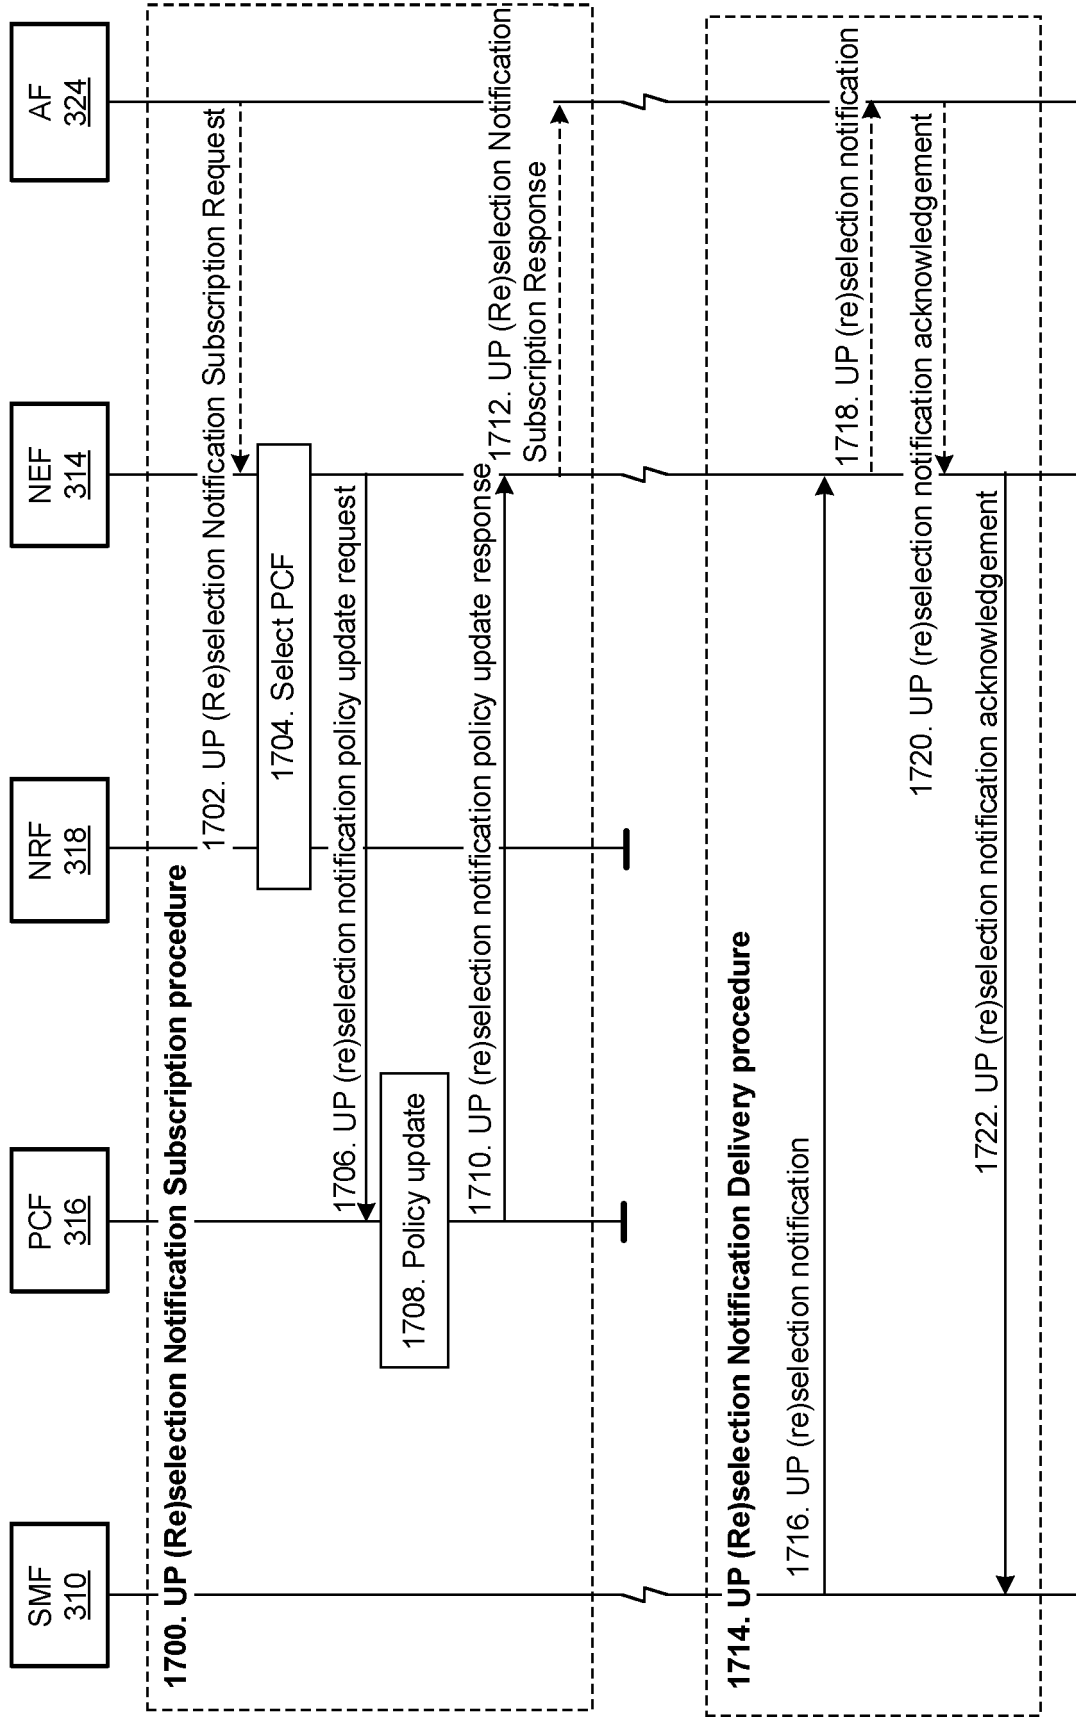 SMF
310
PCF
316
NRF
318
NEF
314
AF
324
1700. UP (Re)selection Notification Subscription procedure
1702. UP (Re)selection Notification Subscription Request
1704. Select PCF
1706. UP (re)selection notification policy update request
1708. Policy update
1710. UP (re)selection notification policy update response
1712. UP (Re)selection Notification
Subscription Response
1714. UP (Re)selection Notification Delivery procedure
1716. UP (re)selection notification
1718. UP (re)selection notification
1720. UP (re)selection notification acknowledgement
1722. UP (re)selection notification acknowledgement